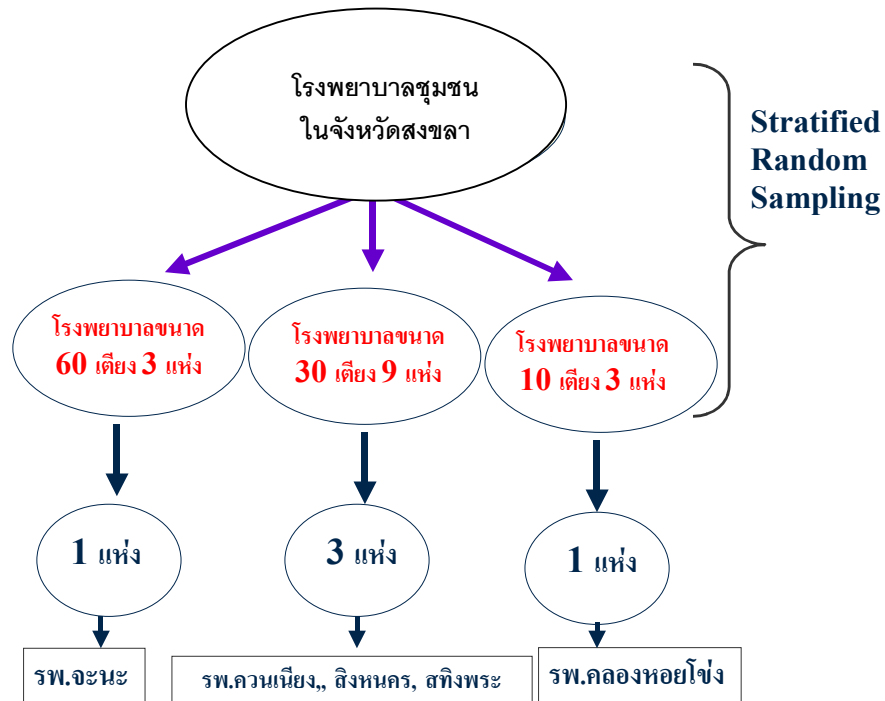 โรงพยาบาลชุมชน
ในจังหวัดสงขลา
Stratified
Random
Sampling
โรงพยาบาลขนาด
60 เตียง 3 แห่ง
โรงพยาบาลขนาด
30 เตียง 9 แห่ง
โรงพยาบาลขนาด
10 เตียง 3 แห่ง
1 แห่ง
3 แห่ง
1 แห่ง
รพ.จะนะ
รพ.ควนเนียง,, สิงหนคร, สทิงพระ
รพ.คลองหอยโข่ง